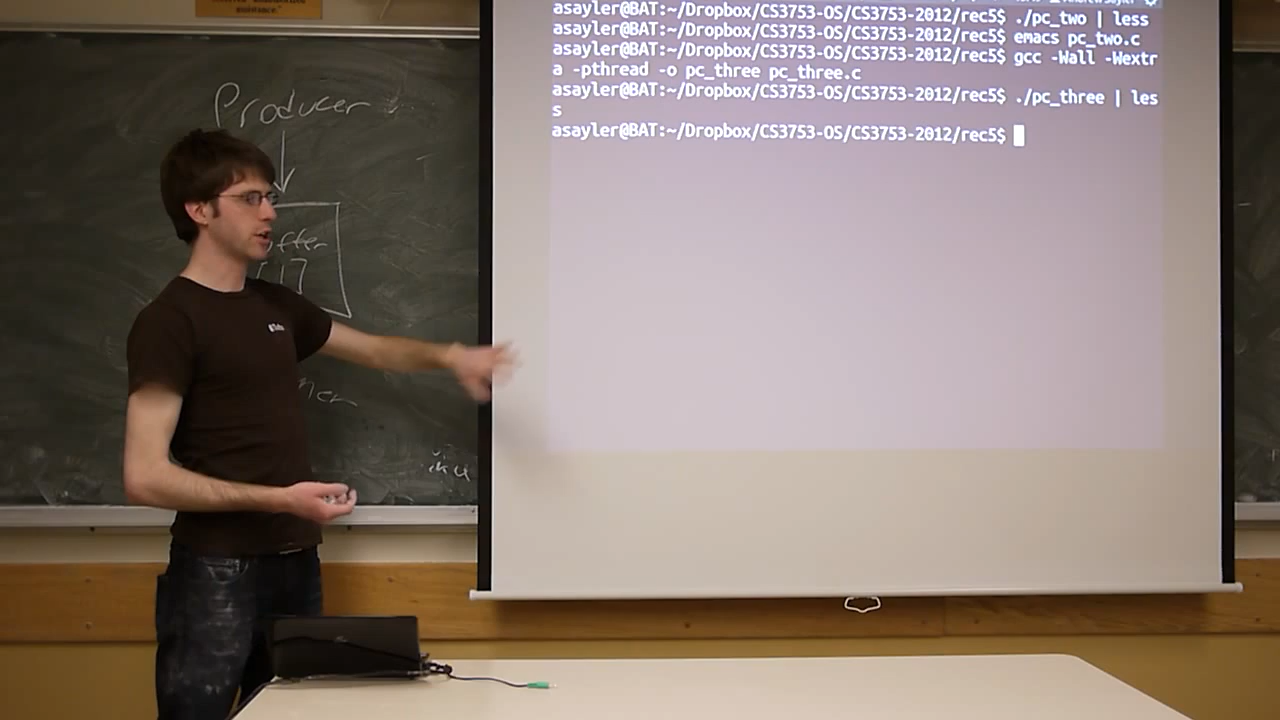 assistance."
asayler@BAT:~/Dropbox/CS3753-OS/CS3753-2012/rec5$ ./pc_two | less
asayler@BAT:~/Dropbox/CS3753-OS/CS3753-2012/rec5$ emacs pc_two.c
asayler@BAT:~/Dropbox/CS3753-OS/CS3753-2012/rec5$ gcc -Wall -Wextr
a -pthread -o pc_three pc_three.c
asayler@BAT:~/Dropbox/CS3753-OS/CS3753-2012/rec5$ ./pc_three | les
s
asayler@BAT:~/Dropbox/CS3753-OS/CS3753-2012/rec5$
Producer